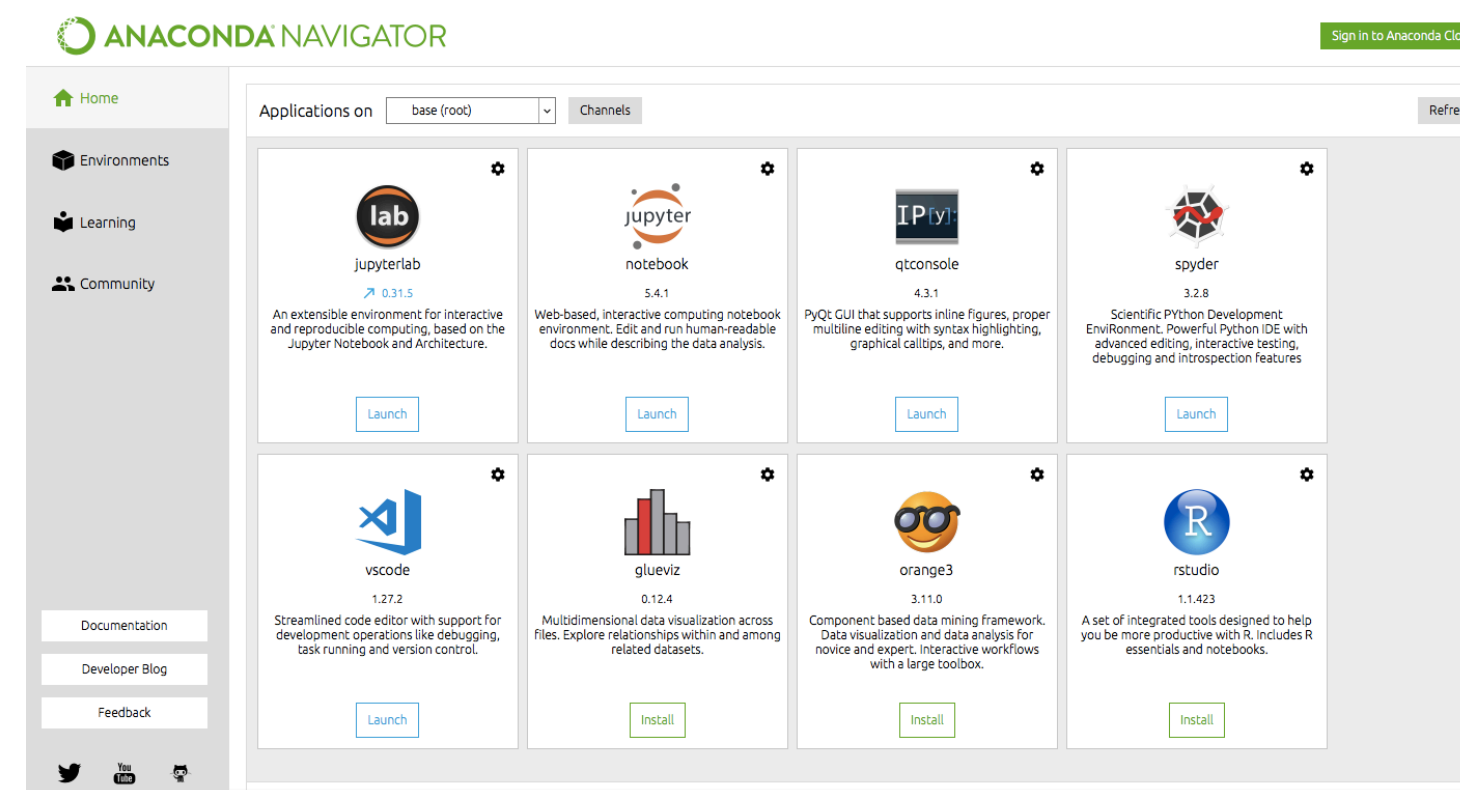 ANACONDA NAVIGATOR
Sign in to Anaconda Clo
Home
Environments
Learning
Community
Documentation
Developer Blog
Feedback
You
Tube
Applications on
base (root)
Channels
Refre
lab
jupyterlab
0.31.5
An extensible environment for interactive
and reproducible computing, based on the
Jupyter Notebook and Architecture.
Launch
jupyter
notebook
5.4.1
Web-based, interactive computing notebook
environment. Edit and run human-readable
docs while describing the data analysis.
Launch
IP[y]:
qtconsole
4.3.1
PyQt GUI that supports inline figures, proper
multiline editing with syntax highlighting,
graphical calltips, and more.
Launch
spyder
3.2.8
Scientific PYthon Development
EnviRonment. Powerful Python IDE with
advanced editing, interactive testing,
debugging and introspection features
Launch
vscode
1.27.2
Streamlined code editor with support for
development operations like debugging,
task running and version control.
Launch
glueviz
0.12.4
Multidimensional data visualization across
files. Explore relationships within and among
related datasets.
Install
orange3
3.11.0
Component based data mining framework.
Data visualization and data analysis for
novice and expert. Interactive workflows
with a large toolbox.
Install
R
rstudio
1.1.423
A set of integrated tools designed to help
you be more productive with R. Includes R
essentials and notebooks.
Install